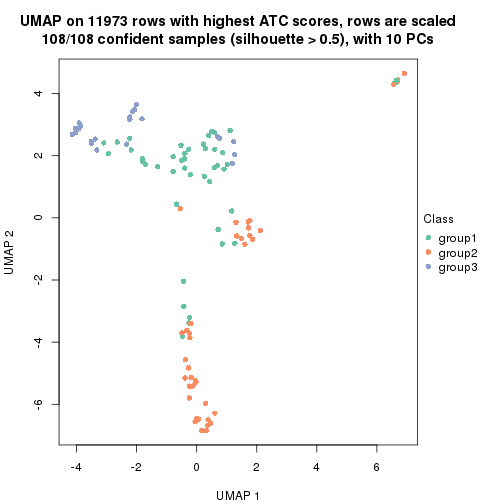 UMAP on 11973 rows with highest ATC scores, rows are scaled
108/108 confident samples (silhouette > 0.5), with 10 PCs
4
2
0
-2
-4
-6
UMAP 2
-4
-2
0
2
4
6
UMAP 1
Class
group1
group2
group3